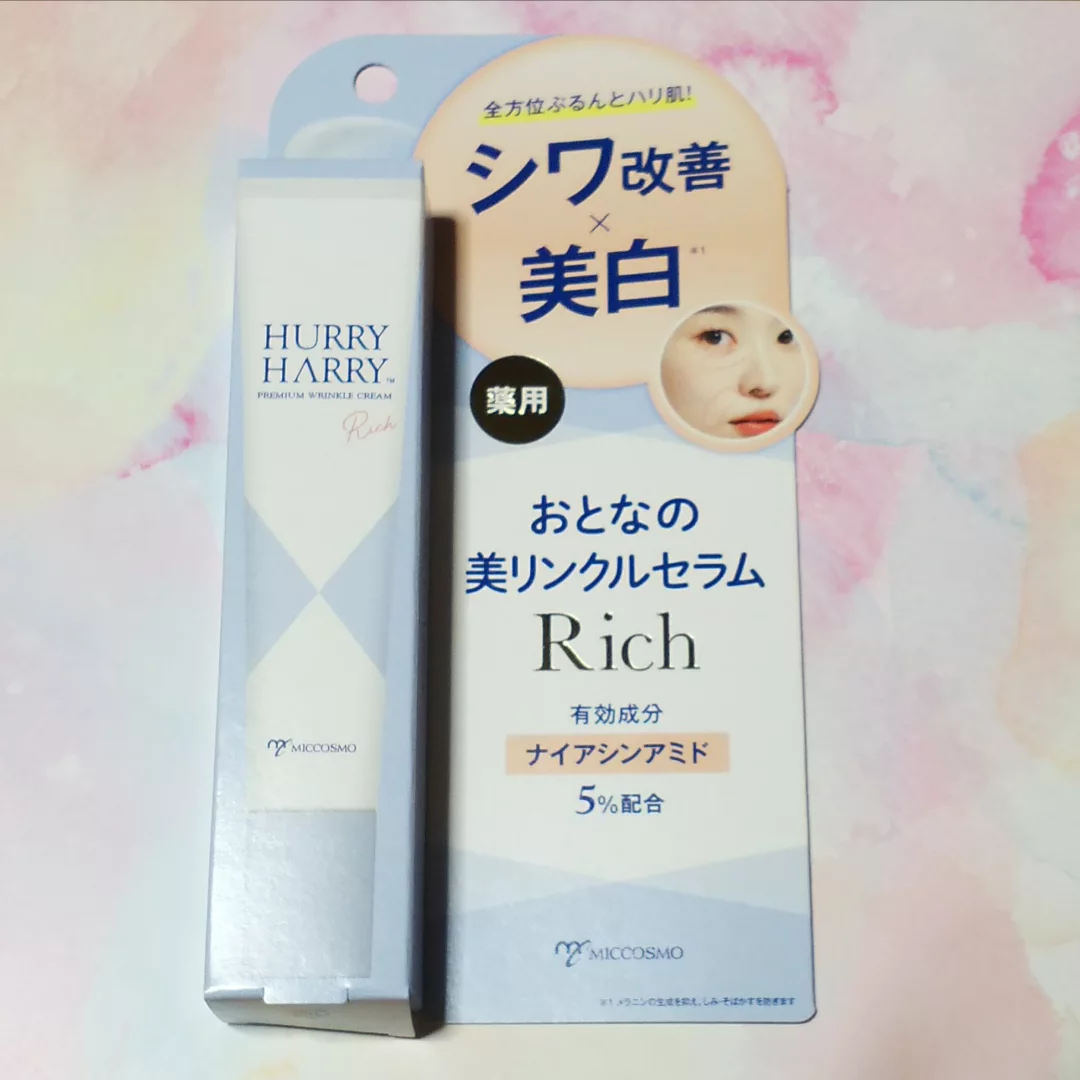 HURRY
HARRY™
PREMIUM WRINKLE CREAM
Rich
MICCOSMO
全方位ぷるんとハリ肌!
シワ改善
×
美白※1
薬用
おとなの
美リンクルセラム
Rich
有効成分
ナイアシンアミド
5%配合
MICCOSMO
※1 メラニンの生成を抑え、しみ・そばかすを防ぎます